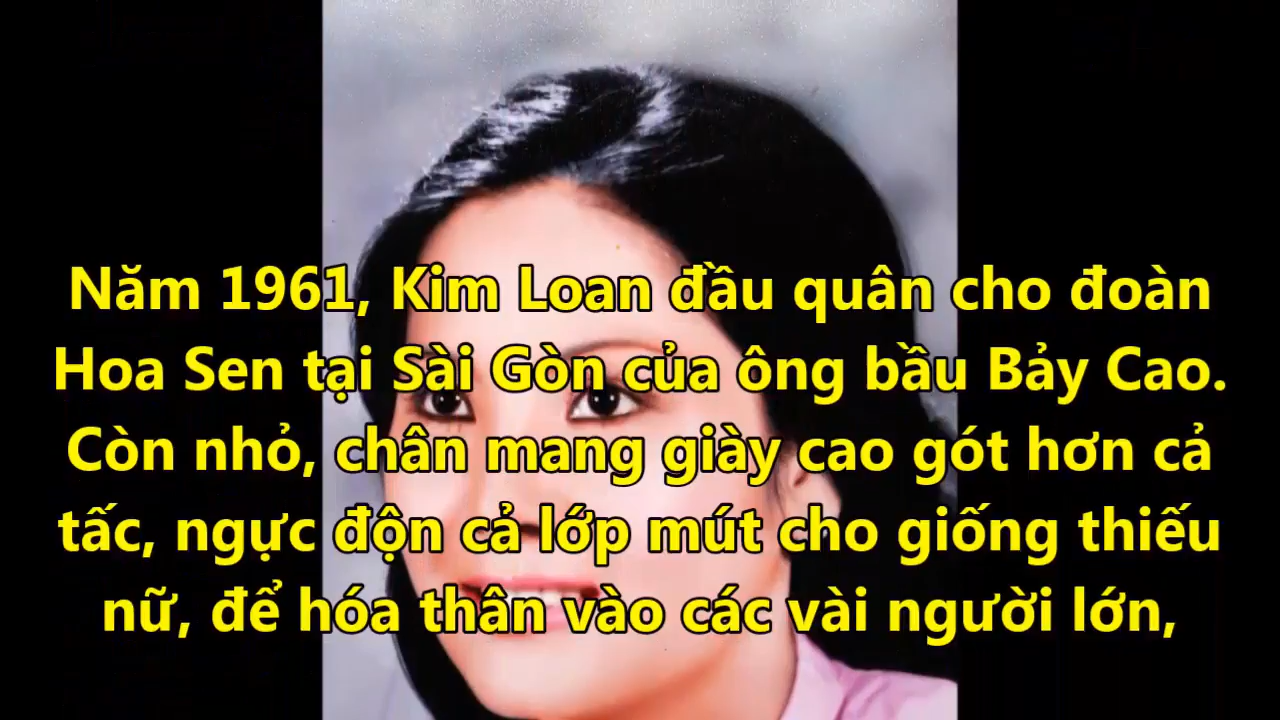 Năm 1961, Kim Loan đầu quân cho đoàn
Hoa Sen tại Sài Gòn của ông bầu Bảy Cao.
Còn nhỏ, chân mang giày cao gót hơn cả
tấc, ngực độn cả lớp mút cho giống thiếu
nữ, để hóa thân vào các vài người lớn,